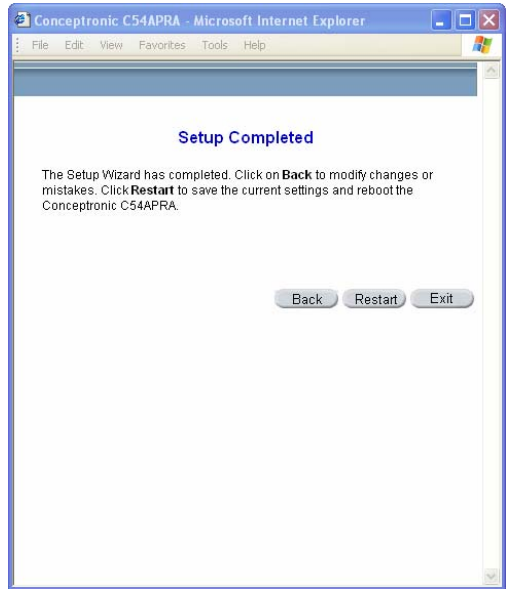 Conceptronic C54APRA - Microsoft Internet Explorer
File Edit View Favorites Tools Help
Setup Completed
The Setup Wizard has completed. Click on Back to modify changes or
mistakes. Click Restart to save the current settings and reboot the
Conceptronic C54APRA.
Back Restart Exit